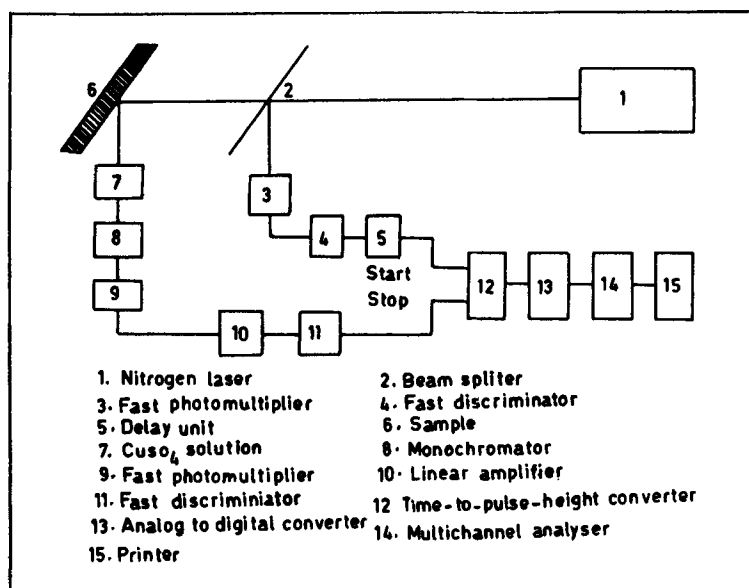 6
2
1
7
3
8
4
5
Start
12
13
14
15
9
Stop
10
11
1. Nitrogen laser
2. Beam spliter
3. Fast photomultiplier
4. Fast discriminator
5. Delay unit
6. Sample
7. Cuso4 solution
8. Monochromator
9. Fast photomultiplier
10. Linear amplifier
11. Fast discriminiator
12 Time-to-pulse-height converter
13. Analog to digital converter
14. Multichannel analyser
15. Printer